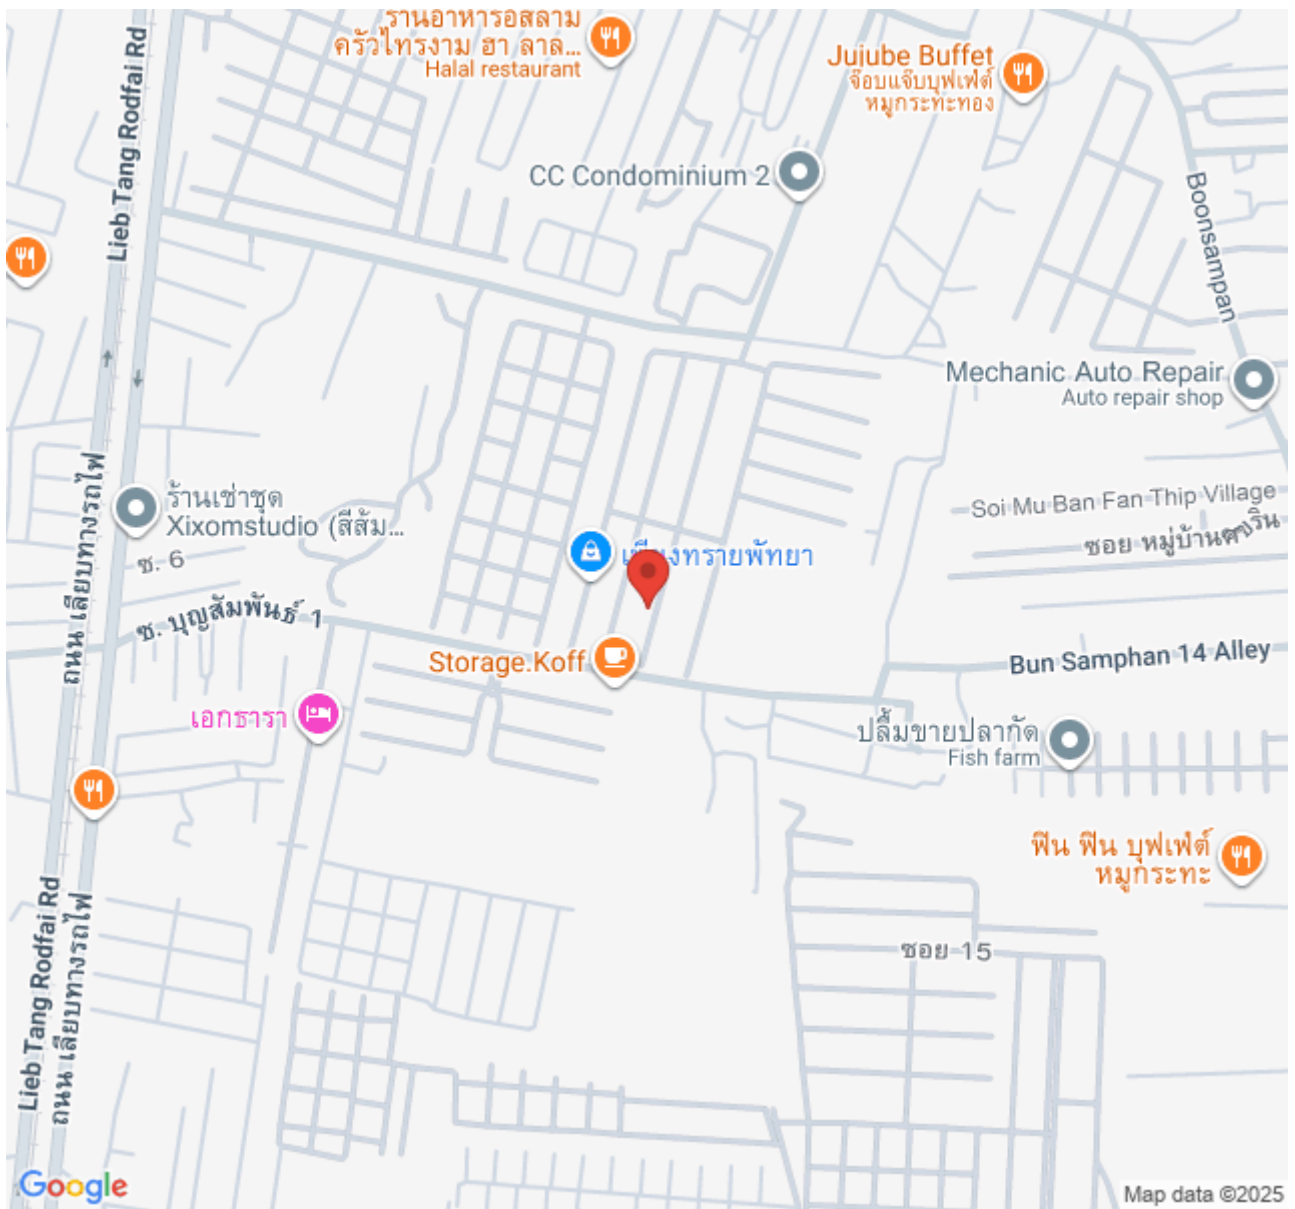 ร้านอาหารอิสลาม
ครัวไทรงาม ฮา ลาล...
Halal restaurant
Jujube Buffet
จ๊อบแจ๊บบุฟเฟ่ต์
หมูกระทะทอง
Lieb Tang Rodfai Rd
CC Condominium 2
Boonsampan
Mechanic Auto Repair
Auto repair shop
ถนน เลียบทางรถไฟ
ร้านเช่าชุด
Xixomstudio (สีส้ม...
Soi Mu Ban Fan Thip Village
ซอย หมู่บ้าน
ซ. 6
ทรายพัทยา
ซ. บุญสัมพันธ์ 1
Storage.Koff
Bun Samphan 14 Alley
เอกธารา
ปลื้มขายปลากัด
Fish farm
ฟิน ฟิน บุฟเฟ่ต์
หมูกระทะ
Lieb Tang Rodfai Rd
ถนน เลียบทางรถไฟ
ซอย 15
Google
Map data ©2025